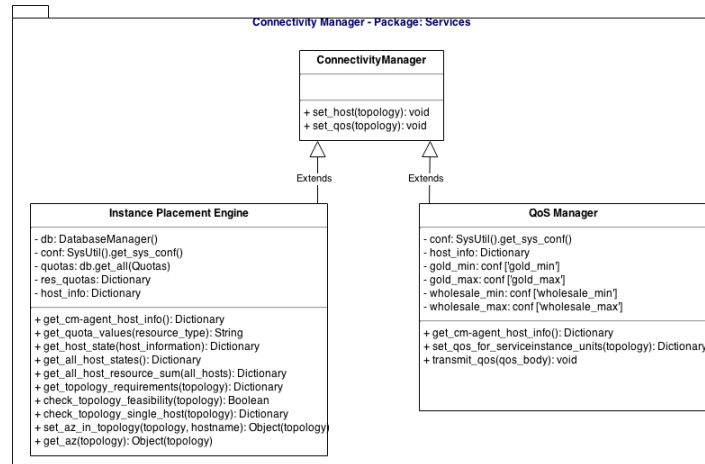 Connectivity Manager - Package: Services
ConnectivityManager
+ set_host(topology): void
+ set_qos(topology): void
Extends
Extends
Instance Placement Engine
- db: DatabaseManager()
- conf: SysUtil().get_sys_conf()
- quotas: db.get_all(Quotas)
- res_quotas: Dictionary
- host_info: Dictionary
+ get_cm-agent_host_info(): Dictionary
+ get_quota_values(resource_type): String
+ get_host_state(host_information): Dictionary
+ get_all_host_states(): Dictionary
+ get_all_host_resource_sum(all_hosts): Dictionary
+ get_topology_requirements(topology): Dictionary
+ check_topology_feasibility(topology): Boolean
+ check_topology_single_host(topology): Dictionary
+ set_az_in_topology(topology, hostname): Object(topology)
+ get_az(topology): Object(topology)
QoS Manager
- conf: SysUtil().get_sys_conf()
- host_info: Dictionary
- gold_min: conf ['gold_min']
- gold_max: conf ['gold_max']
- wholesale_min: conf ['wholesale_min']
- wholesale_max: conf ['wholesale_max']
+ get_cm-agent_host_info(): Dictionary
+ set_qos_for_serviceinstance_units(topology): Dictionary
+ transmit_qos(qos_body): void